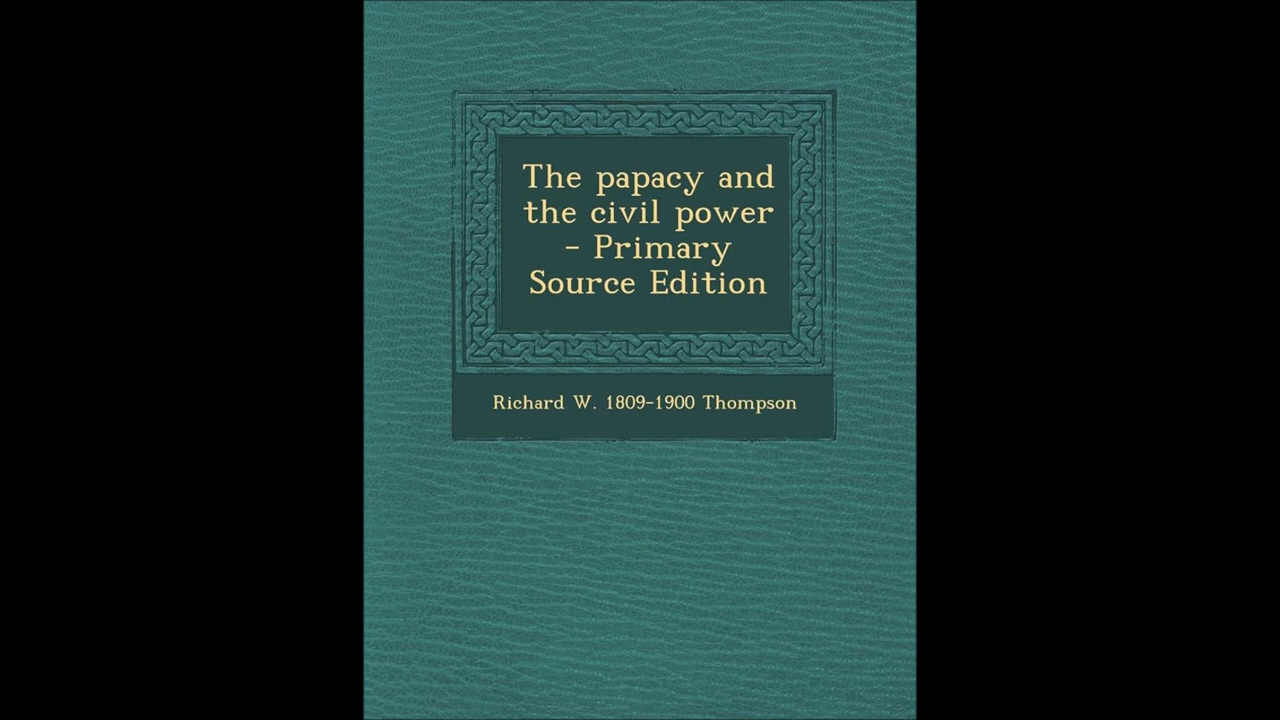 The papacy and
the civil power
- Primary
Source Edition
Richard W. 1809-1900 Thompson